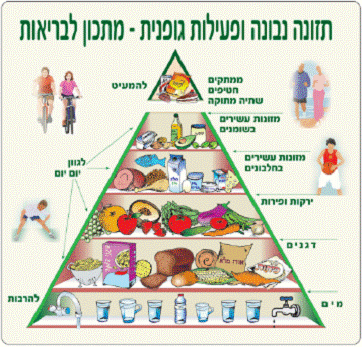 תזונה נבונה ופעילות גופנית - מתכון לבריאות
ממתקים
חטיפים
שתיה מתוקה
להמעיט
מזונות עשירים
בשומנים
מזונות עשירים
בחלבונים
לגוון
יום יום
ירקות ופירות
דגנים
מים
להרבות